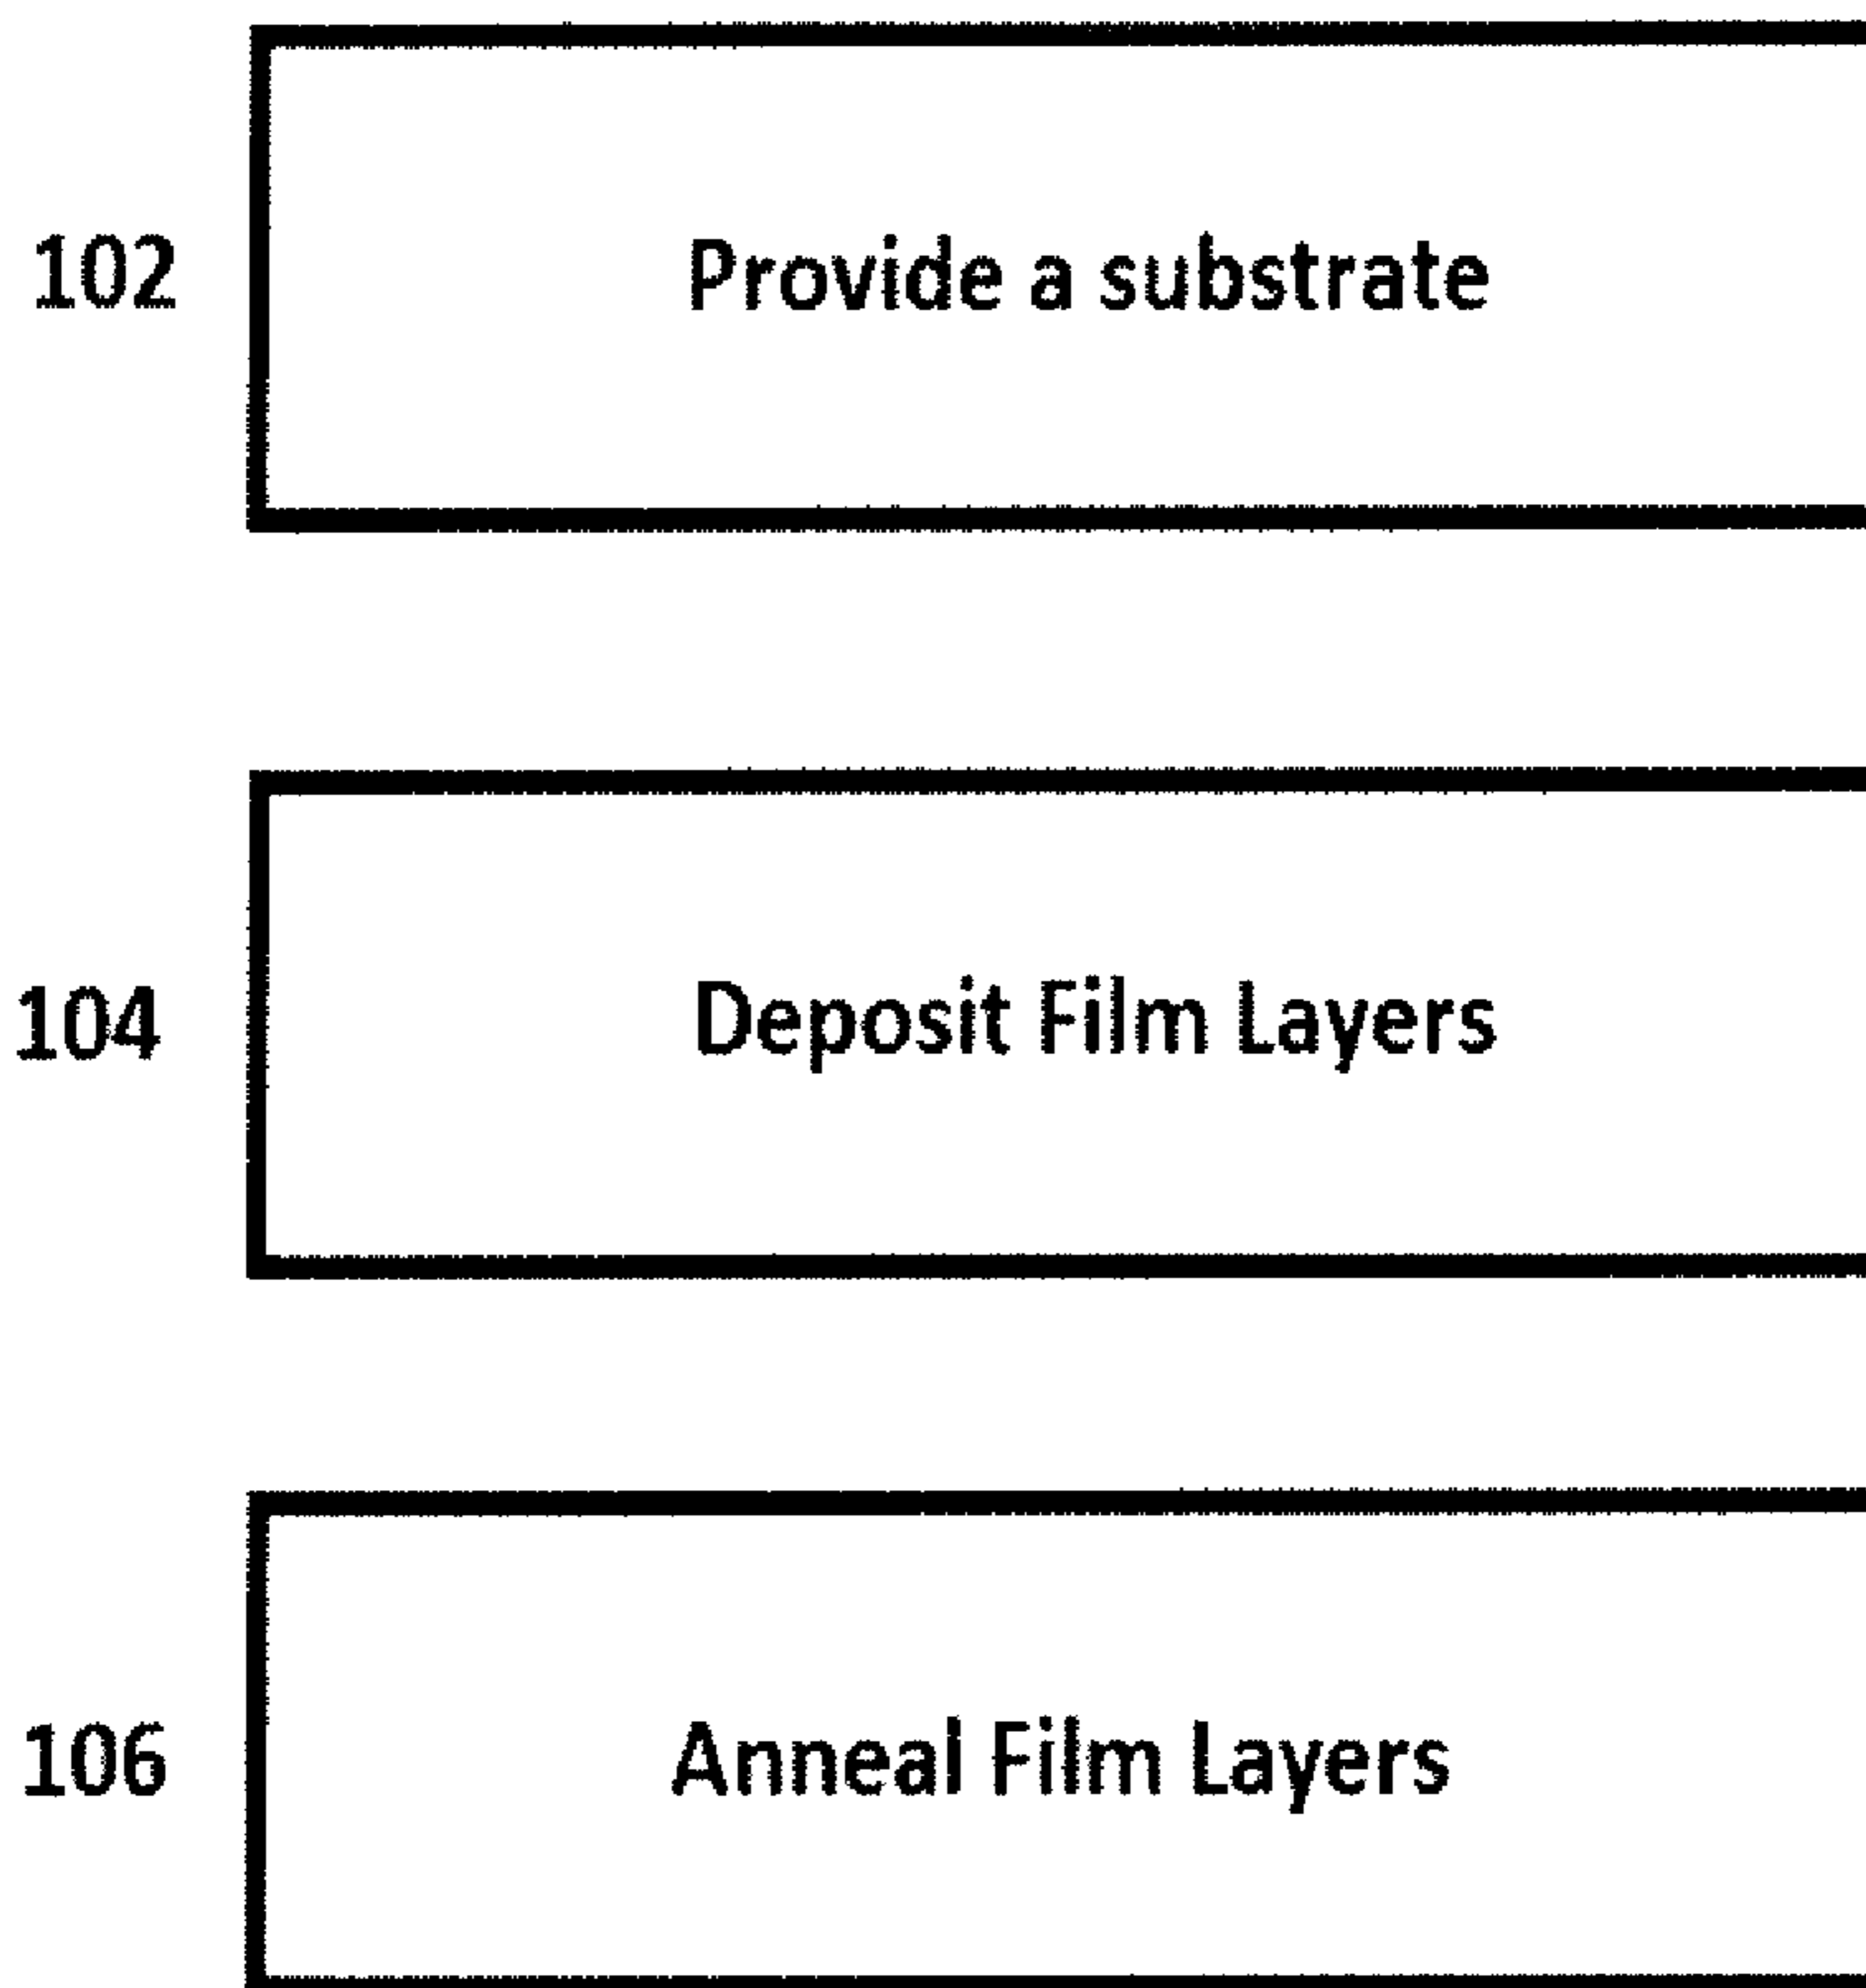 102 Provide a substrate
104 Deposit Film Layers
106 Anneal Film Layers